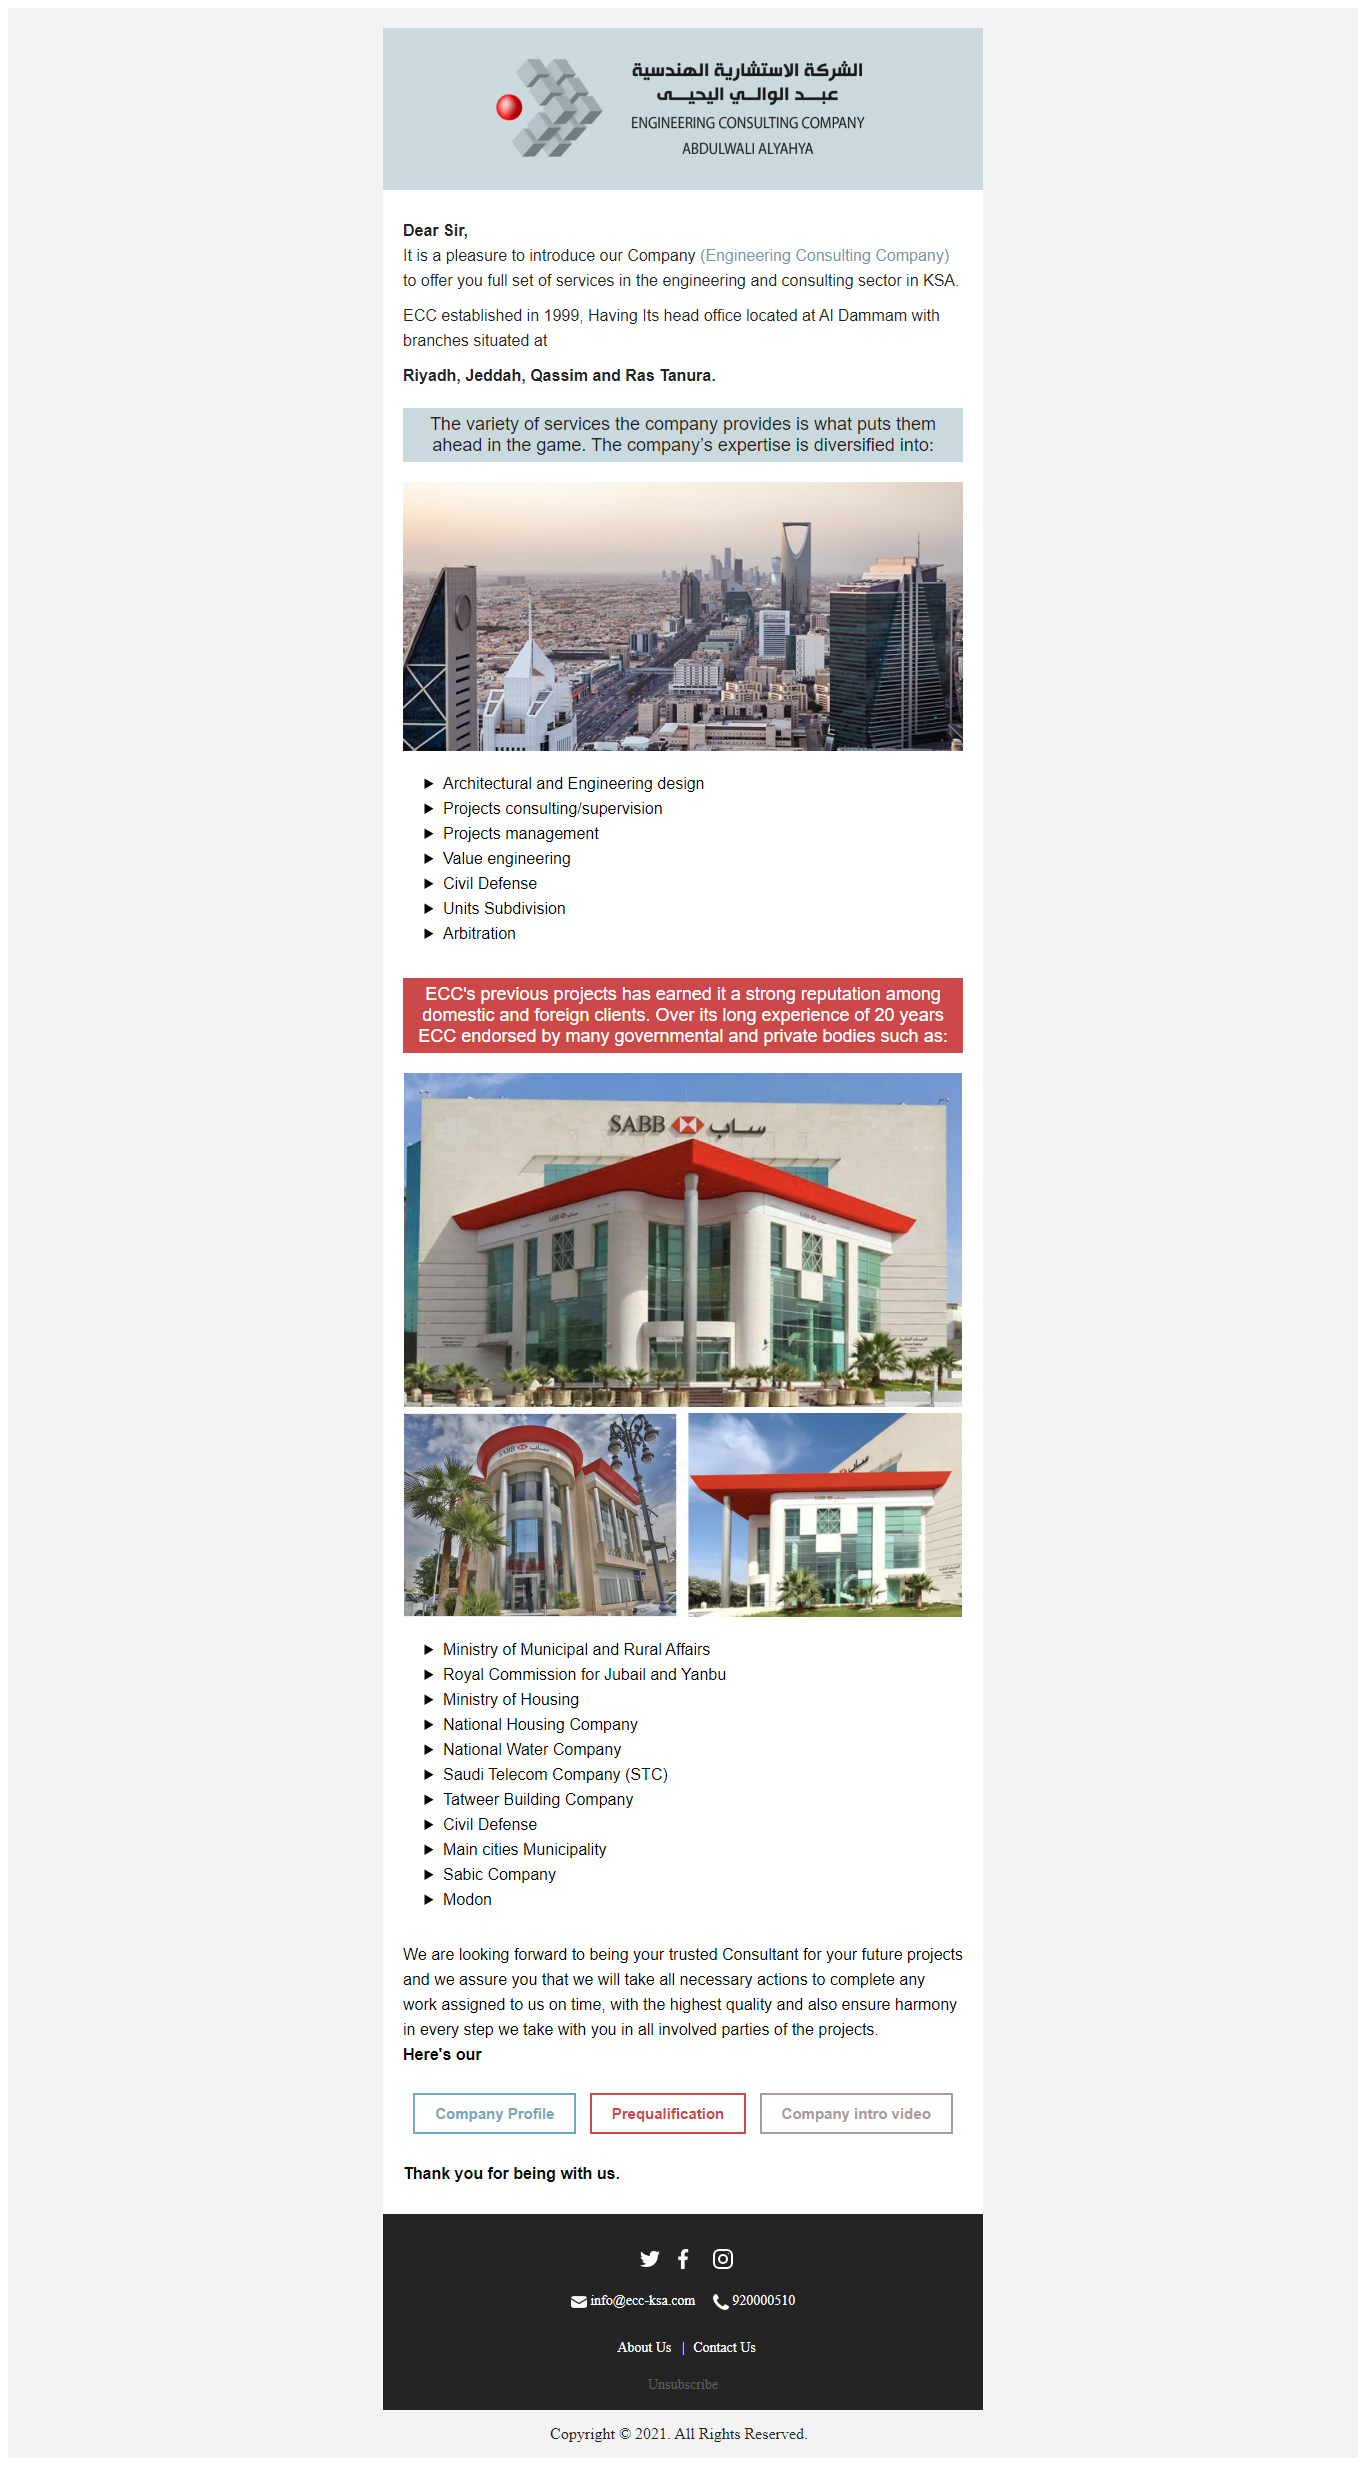 الشركة الاستشارية الهندسية
عبـــد الوالـــي اليحيـــى
ENGINEERING CONSULTING COMPANY
ABDULWALI ALYAHYA
Dear Sir,
It is a pleasure to introduce our Company (Engineering Consulting Company)
to offer you full set of services in the engineering and consulting sector in KSA.
ECC established in 1999, Having Its head office located at Al Dammam with
branches situated at
Riyadh, Jeddah, Qassim and Ras Tanura.
The variety of services the company provides is what puts them
ahead in the game. The company’s expertise is diversified into:
▶ Architectural and Engineering design
▶ Projects consulting/supervision
▶ Projects management
▶ Value engineering
▶ Civil Defense
▶ Units Subdivision
▶ Arbitration
ECC's previous projects has earned it a strong reputation among
domestic and foreign clients. Over its long experience of 20 years
ECC endorsed by many governmental and private bodies such as:
SABB ساب
SABB ساب
SABB ساب
SABB ساب
SABB ساب
▶ Ministry of Municipal and Rural Affairs
▶ Royal Commission for Jubail and Yanbu
▶ Ministry of Housing
▶ National Housing Company
▶ National Water Company
▶ Saudi Telecom Company (STC)
▶ Tatweer Building Company
▶ Civil Defense
▶ Main cities Municipality
▶ Sabic Company
▶ Modon
We are looking forward to being your trusted Consultant for your future projects
and we assure you that we will take all necessary actions to complete any
work assigned to us on time, with the highest quality and also ensure harmony
in every step we take with you in all involved parties of the projects.
Here's our
Company Profile Prequalification Company intro video
Thank you for being with us.
info@ecc-ksa.com 920000510
About Us | Contact Us
Unsubscribe
Copyright © 2021. All Rights Reserved.